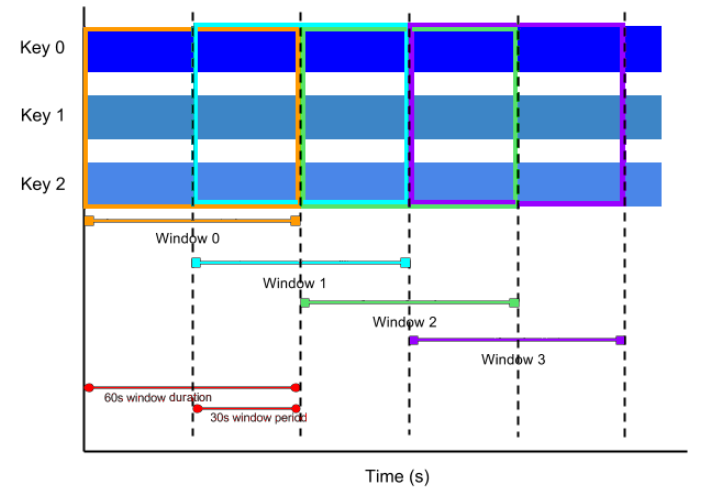 Key 0
Key 1
Key 2
Window 0
Window 1
Window 2
Window 3
60s window duration
30s window period
Time (s)